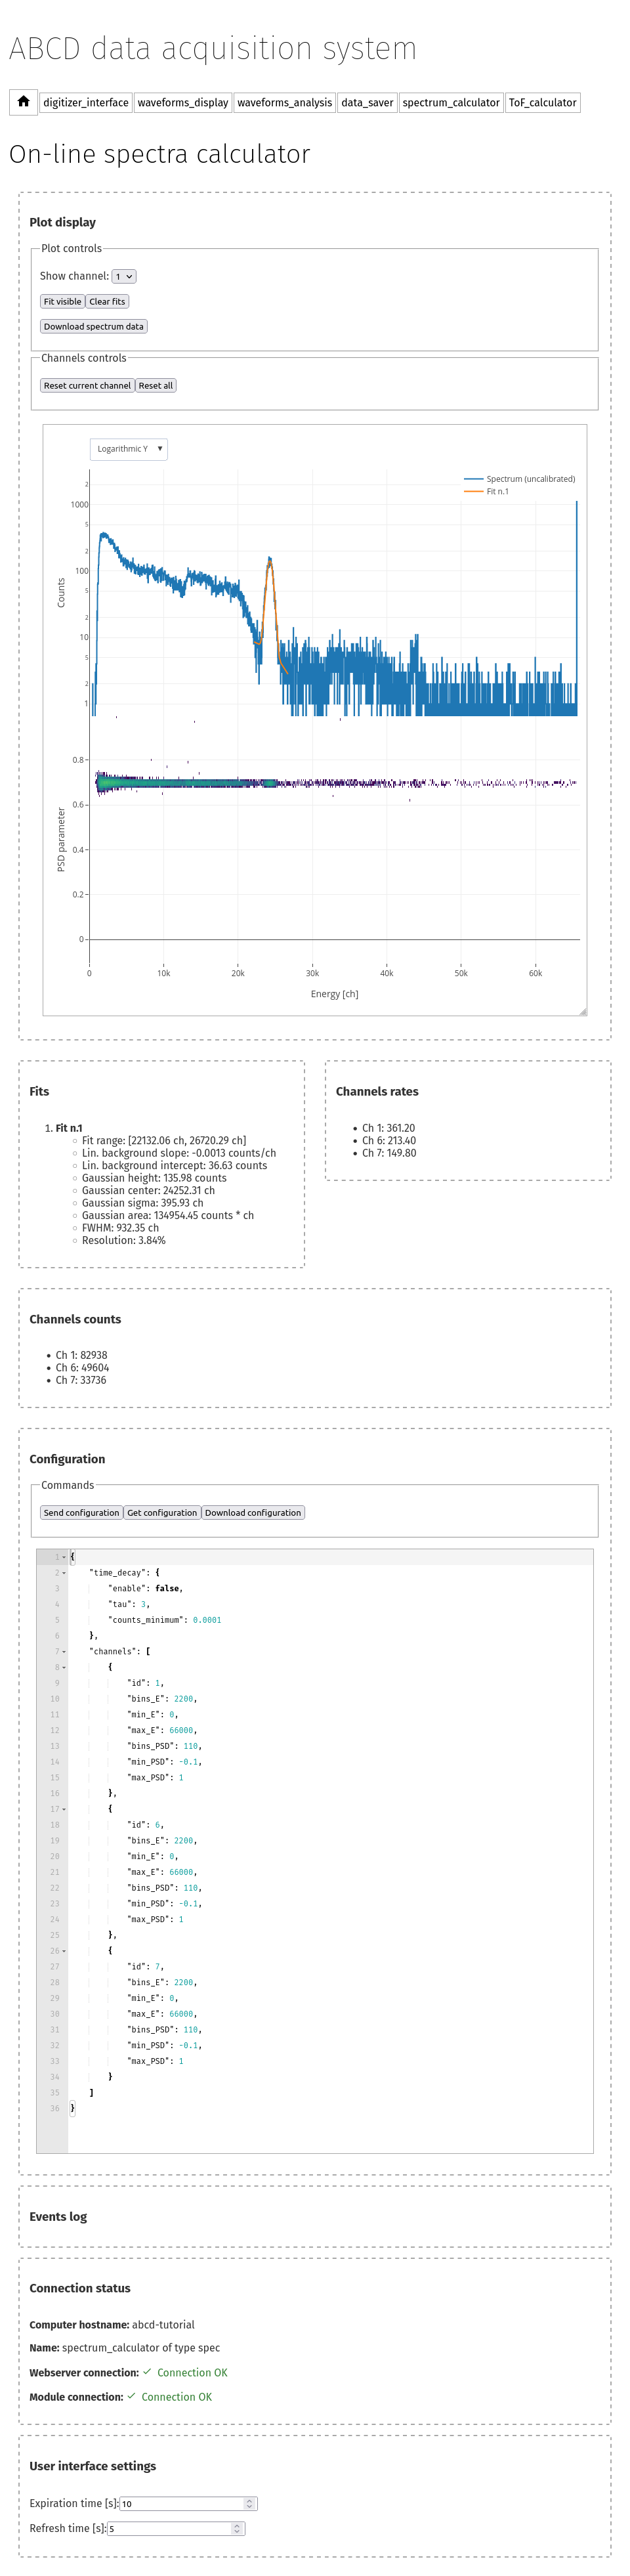 ABCD data acquisition system
digitizer_interface waveforms_display waveforms_analysis data_saver spectrum_calculator ToF_calculator
On-line spectra calculator
Plot display
Plot controls
Show channel: 1
Fit visible Clear fits
Download spectrum data
Channels controls
Reset current channel Reset all
Logarithmic Y ▼
Spectrum (uncalibrated)
Fit n.1
2
1000
5
2
100
5
2
10
5
2
1
Counts
0.8
0.6
0.4
0.2
0
PSD parameter
0 10k 20k 30k 40k 50k 60k
Energy [ch]
Fits
1. Fit n.1
Fit range: [22132.06 ch, 26720.29 ch]
Lin. background slope: -0.0013 counts/ch
Lin. background intercept: 36.63 counts
Gaussian height: 135.98 counts
Gaussian center: 24252.31 ch
Gaussian sigma: 395.93 ch
Gaussian area: 134954.45 counts * ch
FWHM: 932.35 ch
Resolution: 3.84%
Channels rates
Ch 1: 361.20
Ch 6: 213.40
Ch 7: 149.80
Channels counts
Ch 1: 82938
Ch 6: 49604
Ch 7: 33736
Configuration
Commands
Send configuration Get configuration Download configuration
1 {
2 "time_decay": {
3 "enable": false,
4 "tau": 3,
5 "counts_minimum": 0.0001
6 },
7 "channels": [
8 {
9 "id": 1,
10 "bins_E": 2200,
11 "min_E": 0,
12 "max_E": 66000,
13 "bins_PSD": 110,
14 "min_PSD": -0.1,
15 "max_PSD": 1
16 },
17 {
18 "id": 6,
19 "bins_E": 2200,
20 "min_E": 0,
21 "max_E": 66000,
22 "bins_PSD": 110,
23 "min_PSD": -0.1,
24 "max_PSD": 1
25 },
26 {
27 "id": 7,
28 "bins_E": 2200,
29 "min_E": 0,
30 "max_E": 66000,
31 "bins_PSD": 110,
32 "min_PSD": -0.1,
33 "max_PSD": 1
34 }
35 ]
36 }
Events log
Connection status
Computer hostname: abcd-tutorial
Name: spectrum_calculator of type spec
Webserver connection: ✓ Connection OK
Module connection: ✓ Connection OK
User interface settings
Expiration time [s]: 10
Refresh time [s]: 5